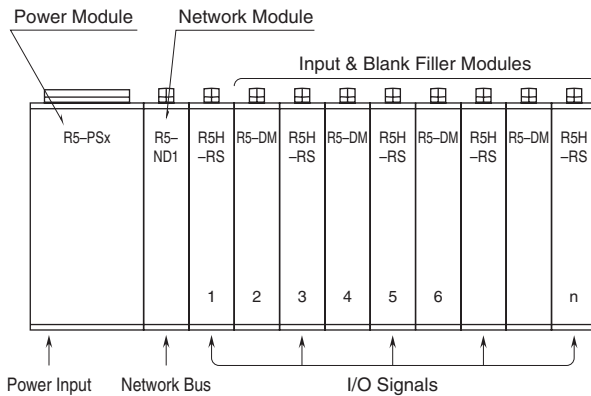 Power Module
Network Module
Input & Blank Filler Modules
R5–PSx
R5–
ND1
R5H
–RS
R5–DM
R5H
–RS
R5–DM
R5H
–RS
R5–DM
R5H
–RS
R5–DM
R5H
–RS
1
2
3
4
5
6
n
Power Input
Network Bus
I/O Signals